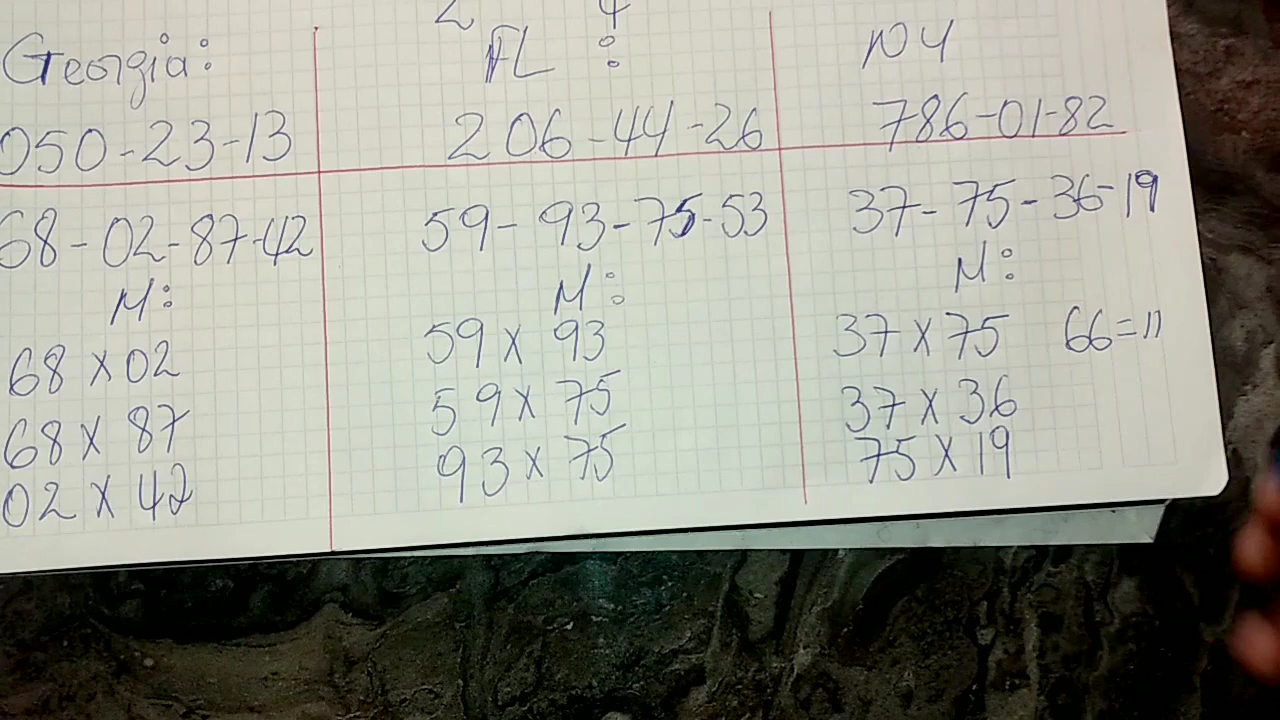 Georgia:
050-23-13
68-02-87-42
M:
68 x 02
68 x 87
02 x 42
FL :
206-44-26
59-93-75-53
M:
59 x 93
59 x 75
93 x 75
NY
786-01-82
37-75-36-19
M:
37 x 75 66=11
37 x 36
75 x 19